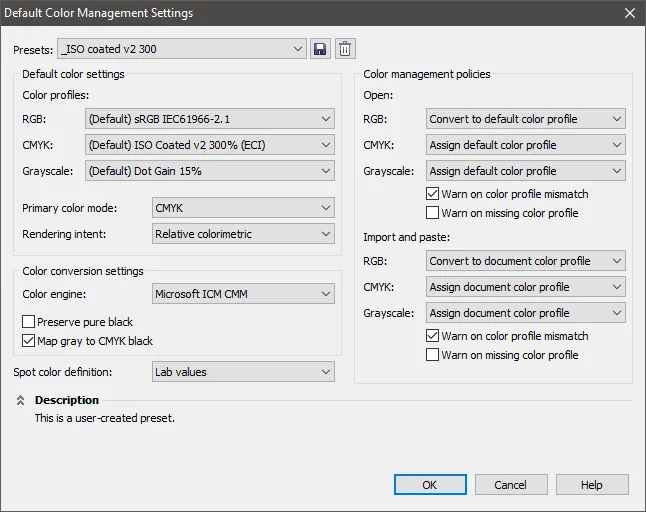 Default Color Management Settings
Presets: _ISO coated v2 300
Default color settings
Color profiles:
RGB: (Default) sRGB IEC61966-2.1
CMYK: (Default) ISO Coated v2 300% (ECI)
Grayscale: (Default) Dot Gain 15%
Primary color mode: CMYK
Rendering intent: Relative colorimetric
Color conversion settings
Color engine: Microsoft ICM CMM
Preserve pure black
Map gray to CMYK black
Spot color definition: Lab values
Color management policies
Open:
RGB: Convert to default color profile
CMYK: Assign default color profile
Grayscale: Assign default color profile
Warn on color profile mismatch
Warn on missing color profile
Import and paste:
RGB: Convert to document color profile
CMYK: Assign document color profile
Grayscale: Assign document color profile
Warn on color profile mismatch
Warn on missing color profile
Description
This is a user-created preset.
OK Cancel Help